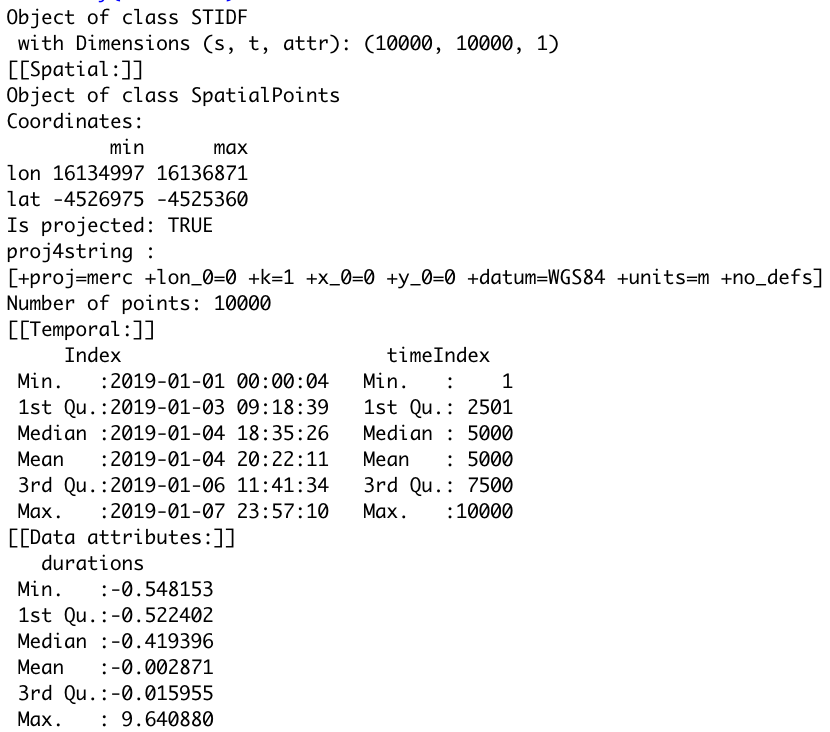 Object of class STIDF
 with Dimensions (s, t, attr): (10000, 10000, 1)
[[Spatial:]]
Object of class SpatialPoints
Coordinates:
         min      max
lon 16134997 16136871
lat -4526975 -4525360
Is projected: TRUE
proj4string :
[+proj=merc +lon_0=0 +k=1 +x_0=0 +y_0=0 +datum=WGS84 +units=m +no_defs]
Number of points: 10000
[[Temporal:]]
     Index                        timeIndex
 Min.   :2019-01-01 00:00:04   Min.   :    1
 1st Qu.:2019-01-03 09:18:39   1st Qu.: 2501
 Median :2019-01-04 18:35:26   Median : 5000
 Mean   :2019-01-04 20:22:11   Mean   : 5000
 3rd Qu.:2019-01-06 11:41:34   3rd Qu.: 7500
 Max.   :2019-01-07 23:57:10   Max.   :10000
[[Data attributes:]]
   durations
 Min.   :-0.548153
 1st Qu.:-0.522402
 Median :-0.419396
 Mean   :-0.002871
 3rd Qu.:-0.015955
 Max.   : 9.640880